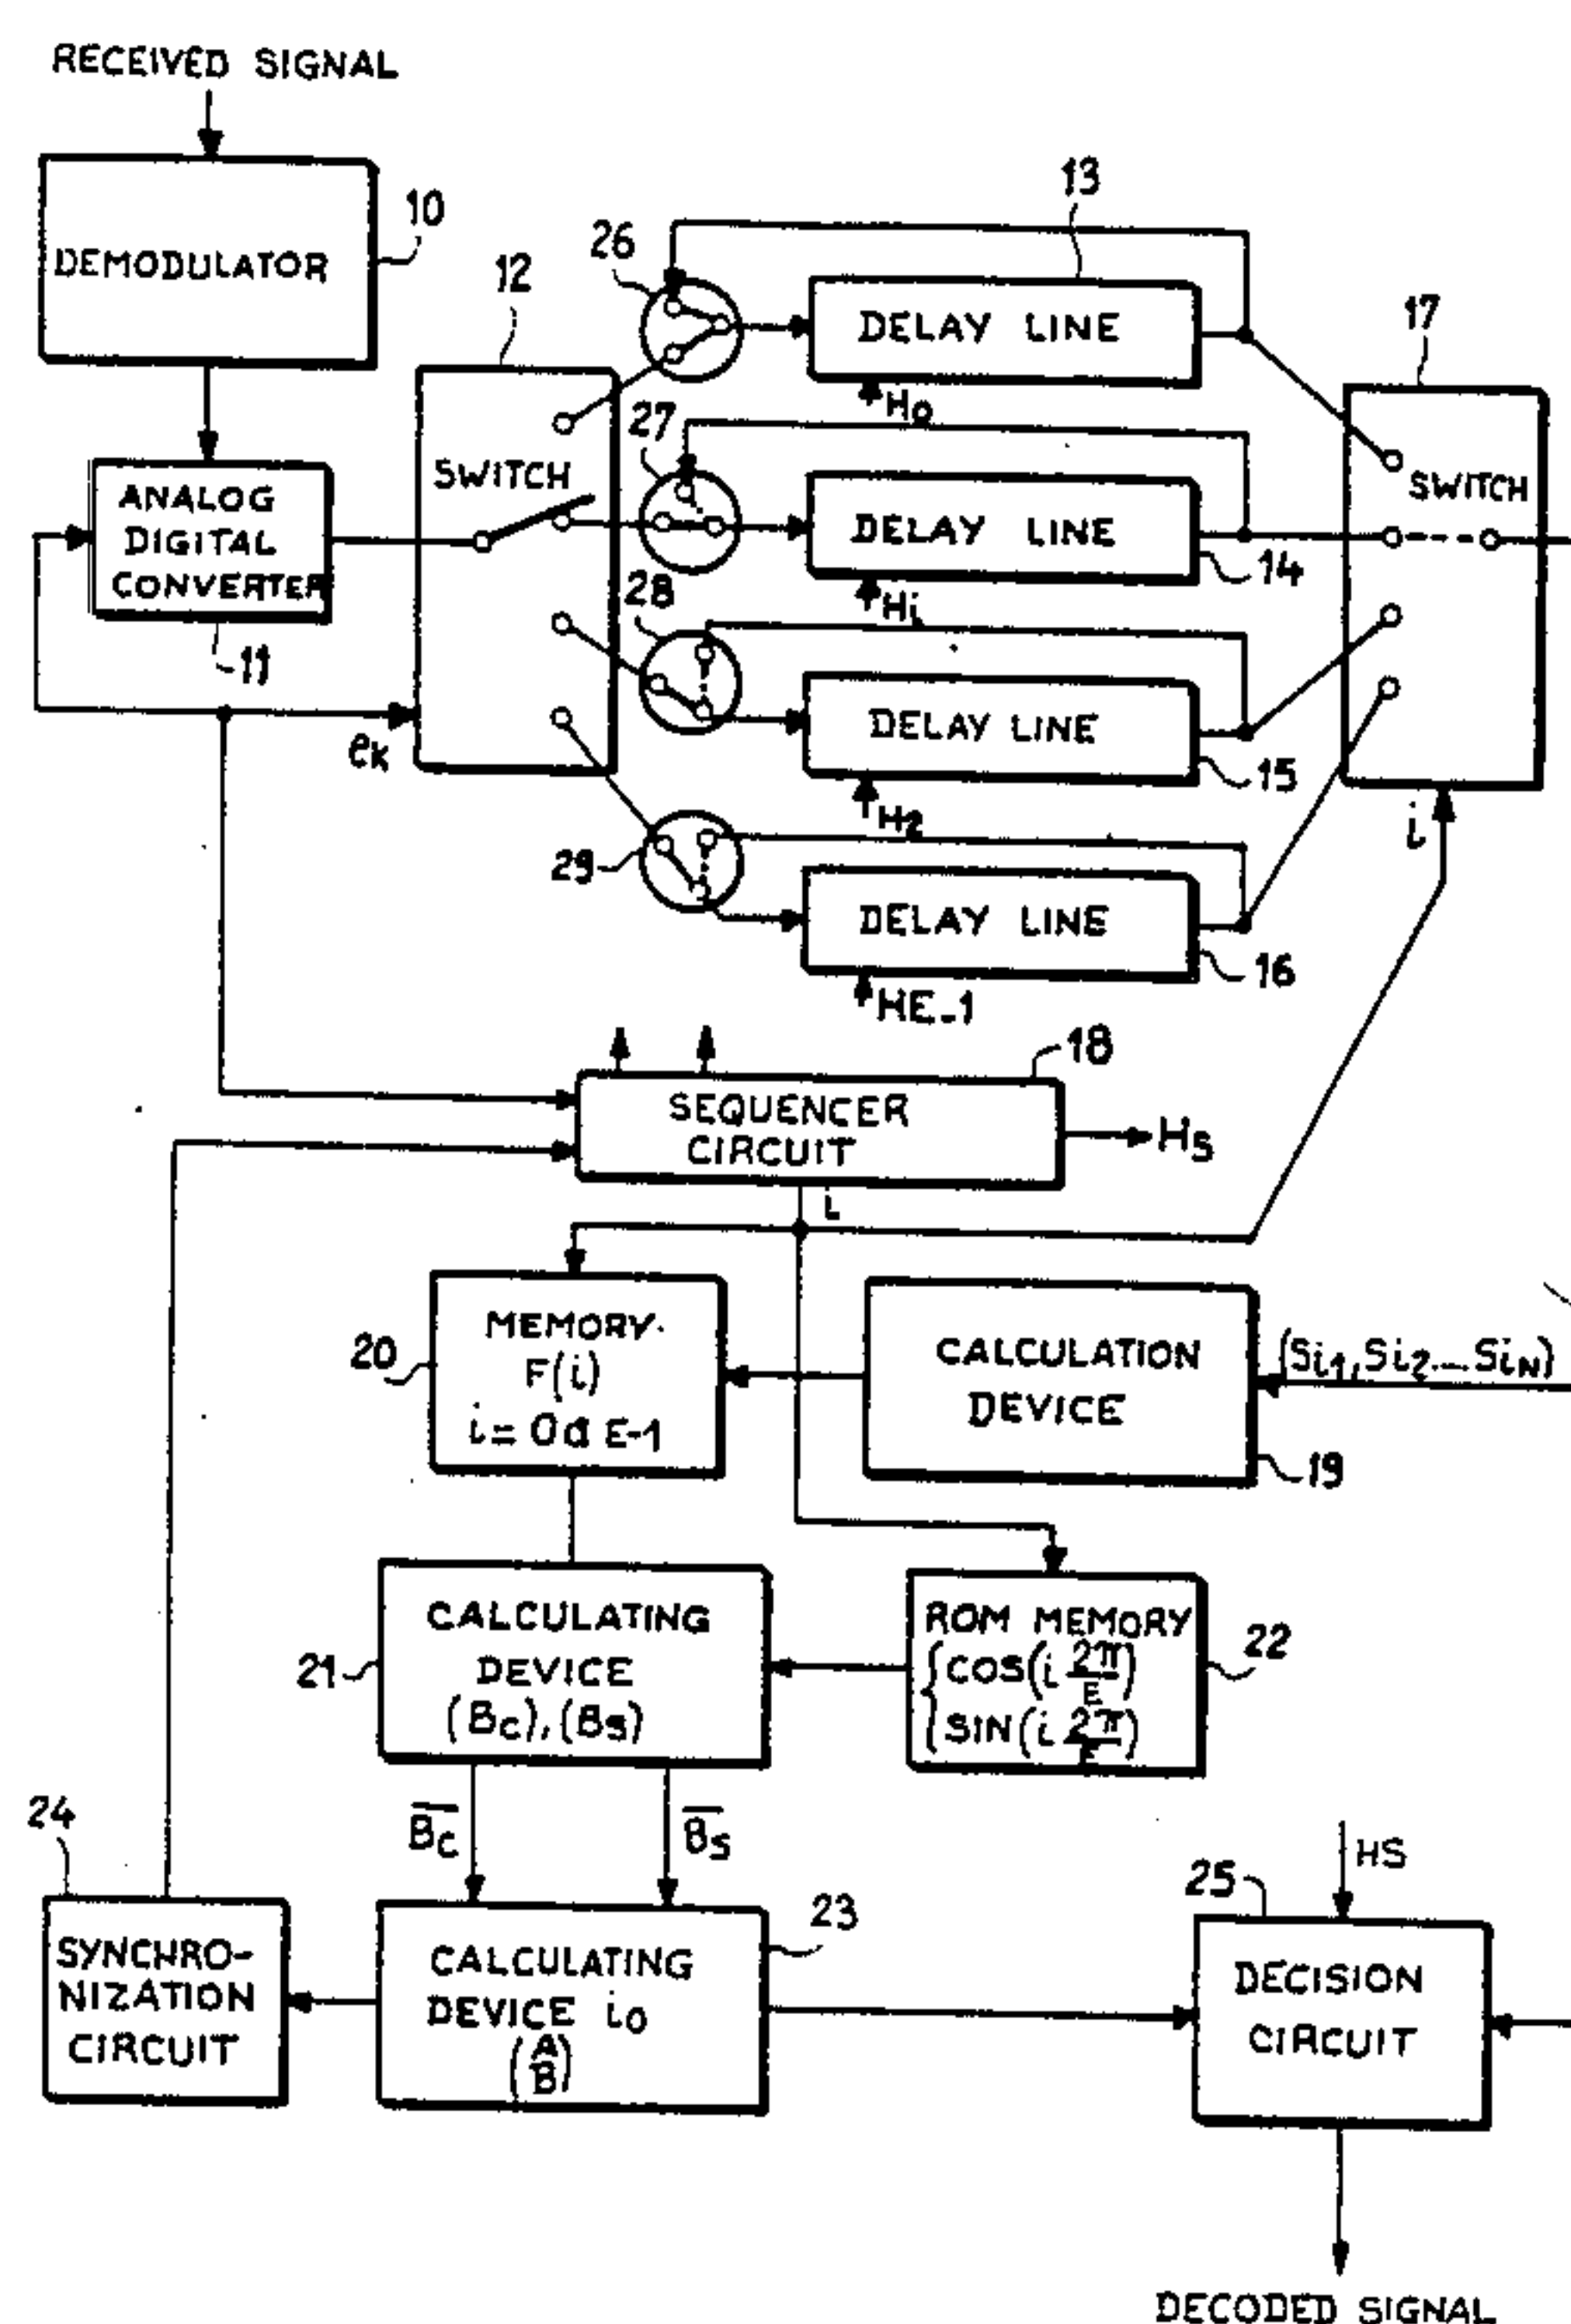 RECEIVED SIGNAL
10
DEMODULATOR
13
26
12
DELAY LINE
17
H0
27
SWITCH
ANALOG
DIGITAL
CONVERTER
DELAY LINE
SWITCH
14
Hi
28
11
eK
DELAY LINE
15
H2
i
29
DELAY LINE
16
HE-1
18
SEQUENCER
CIRCUIT
HS
i
20
MEMORY
F(i)
i = 0 à E-1
CALCULATION
DEVICE
(Si1, Si2...SiN)
19
21
CALCULATING
DEVICE
(BC), (BS)
ROM MEMORY
{COS(i 2π/E)
{SIN(i 2π/E)
22
24
B̅C̅
B̅S̅
HS
25
23
SYNCHRO-
NIZATION
CIRCUIT
CALCULATING
DEVICE i0
(A/B)
DECISION
CIRCUIT
DECODED SIGNAL